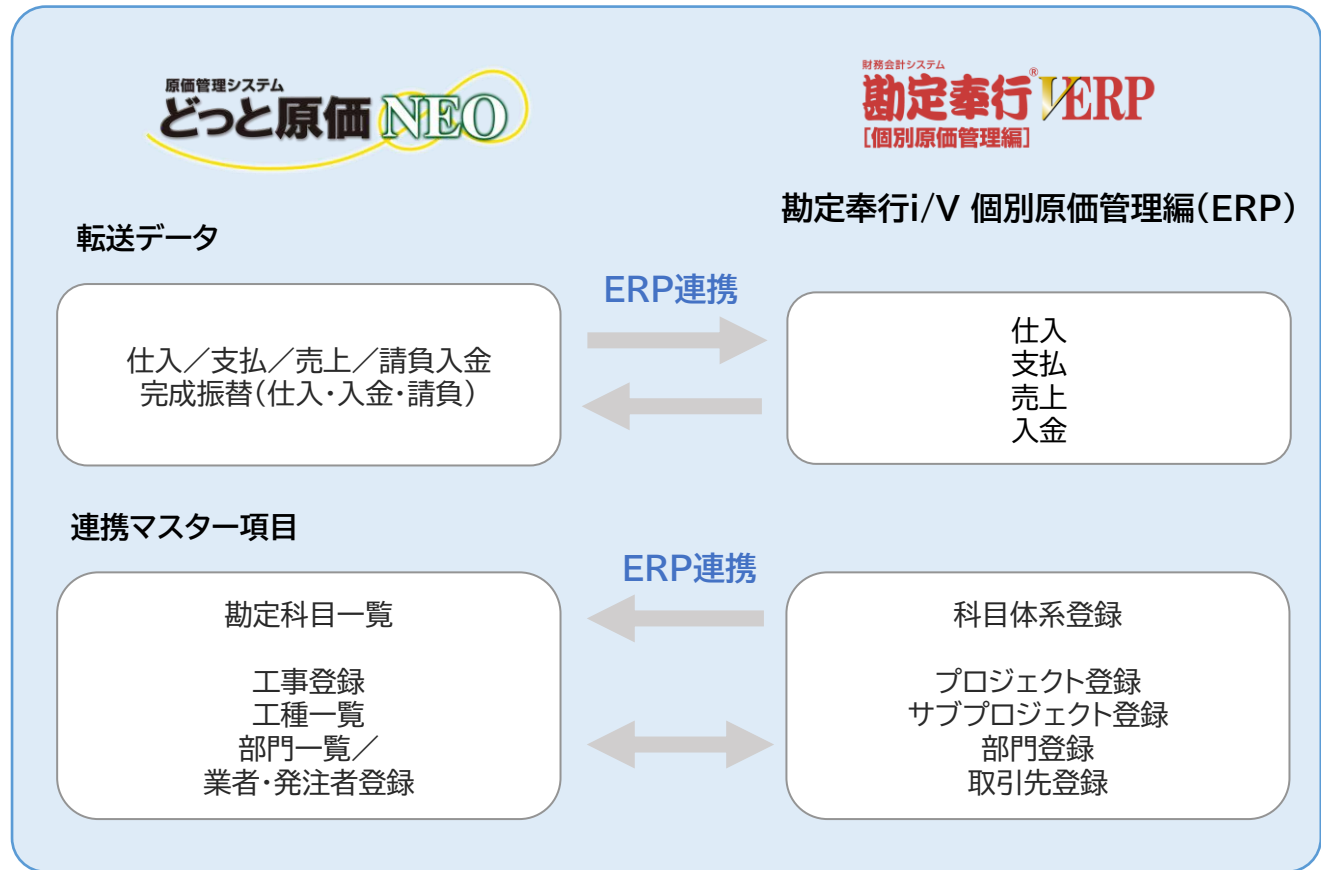 原価管理システム
どっと原価 NEO
財務会計システム
勘定奉行® VERP
[個別原価管理編]
勘定奉行i/V 個別原価管理編(ERP)
転送データ
ERP連携
仕入/支払/売上/請負入金
完成振替(仕入・入金・請負)
仕入
支払
売上
入金
連携マスター項目
ERP連携
勘定科目一覧
工事登録
工種一覧
部門一覧/
業者・発注者登録
科目体系登録
プロジェクト登録
サブプロジェクト登録
部門登録
取引先登録